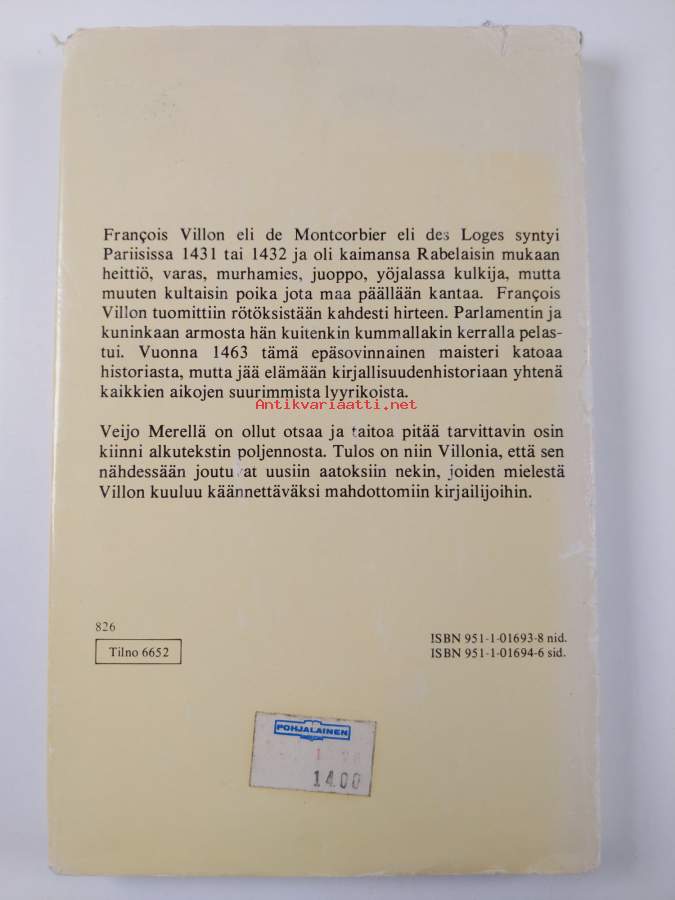 François Villon eli de Montcorbier eli des Loges syntyi
Pariisissa 1431 tai 1432 ja oli kaimansa Rabelaisin mukaan
heittiö, varas, murhamies, juoppo, yöjalassa kulkija, mutta
muuten kultaisin poika jota maa päällään kantaa. François
Villon tuomittiin rötöksistään kahdesti hirteen. Parlamentin ja
kuninkaan armosta hän kuitenkin kummallakin kerralla pelas-
tui. Vuonna 1463 tämä epäsovinnainen maisteri katoaa
historiasta, mutta jää elämään kirjallisuudenhistoriaan yhtenä
kaikkien aikojen suurimmista lyyrikoista.
Antikvariaatti.net
Veijo Merellä on ollut otsaa ja taitoa pitää tarvittavin osin
kiinni alkutekstin poljennosta. Tulos on niin Villonia, että sen
nähdessään joutuvat uusiin aatoksiin nekin, joiden mielestä
Villon kuuluu käännettäväksi mahdottomiin kirjailijoihin.
826
Tilno 6652
ISBN 951-1-01693-8 nid.
ISBN 951-1-01694-6 sid.
POHJALAINEN
14.00